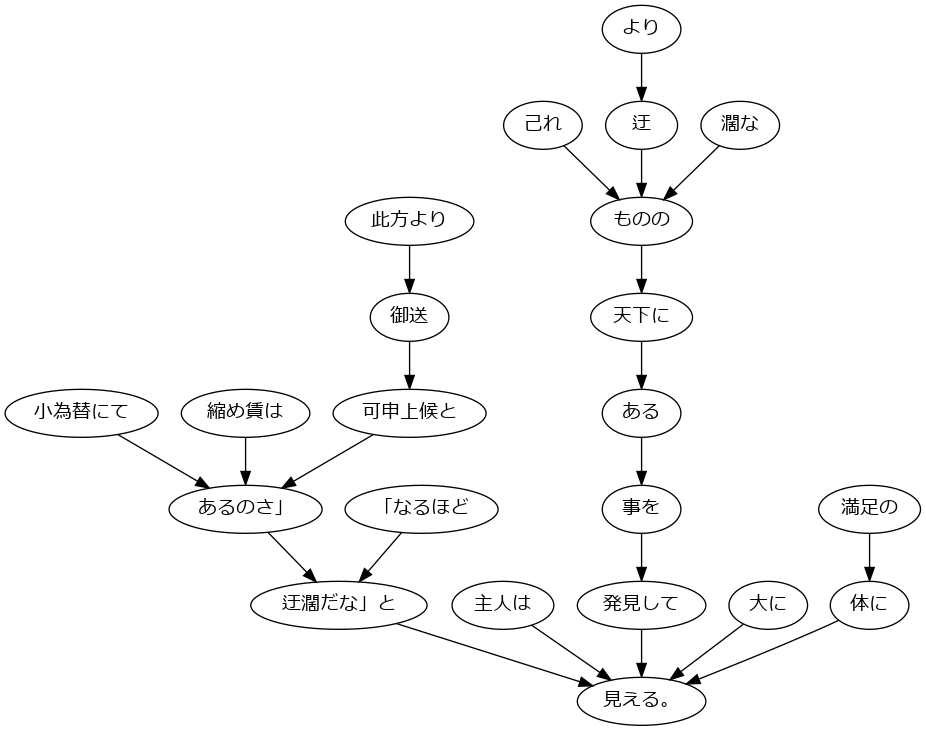 より
己れ
迂
濶な
此方より
ものの
御送
天下に
小為替にて
縮め賃は
可申上候と
ある
あるのさ」
「なるほど
事を
満足の
迂濶だな」と
主人は
発見して
大に
体に
見える。